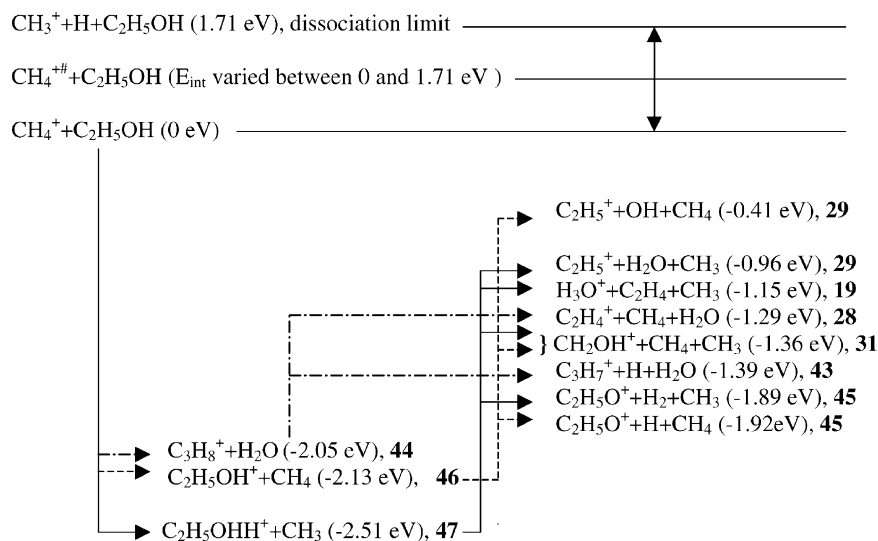 CH₃⁺+H+C₂H₅OH (1.71 eV), dissociation limit
CH₄⁺#+C₂H₅OH (Eint varied between 0 and 1.71 eV )
CH₄⁺+C₂H₅OH (0 eV)
C₂H₅⁺+OH+CH₄ (-0.41 eV), 29
C₂H₅⁺+H₂O+CH₃ (-0.96 eV), 29
H₃O⁺+C₂H₄+CH₃ (-1.15 eV), 19
C₂H₄⁺+CH₄+H₂O (-1.29 eV), 28
} CH₂OH⁺+CH₄+CH₃ (-1.36 eV), 31
C₃H₇⁺+H+H₂O (-1.39 eV), 43
C₂H₅O⁺+H₂+CH₃ (-1.89 eV), 45
C₂H₅O⁺+H+CH₄ (-1.92eV), 45
C₃H₈⁺+H₂O (-2.05 eV), 44
C₂H₅OH⁺+CH₄ (-2.13 eV), 46
C₂H₅OHH⁺+CH₃ (-2.51 eV), 47